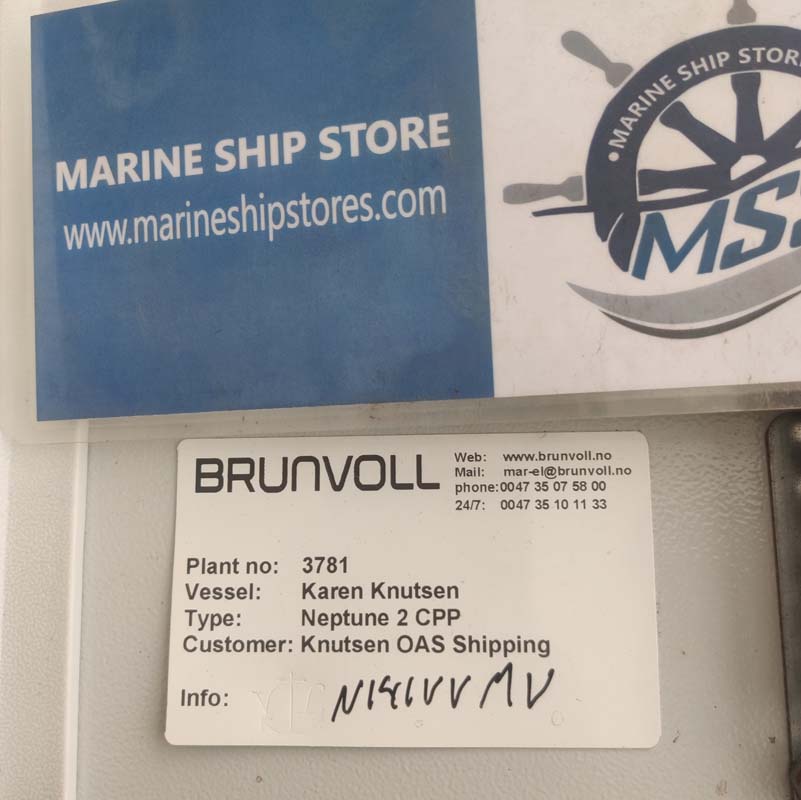 MARINE SHIP STORE
www.marineshipstores.com
• MARINE SHIP STOR
MSS
BRUNVOLL
Web: www.brunvoll.no
Mail: mar-el@brunvoll.no
phone:0047 35 07 58 00
24/7: 0047 35 10 11 33
Plant no: 3781
Vessel: Karen Knutsen
Type: Neptune 2 CPP
Customer: Knutsen OAS Shipping
Info: